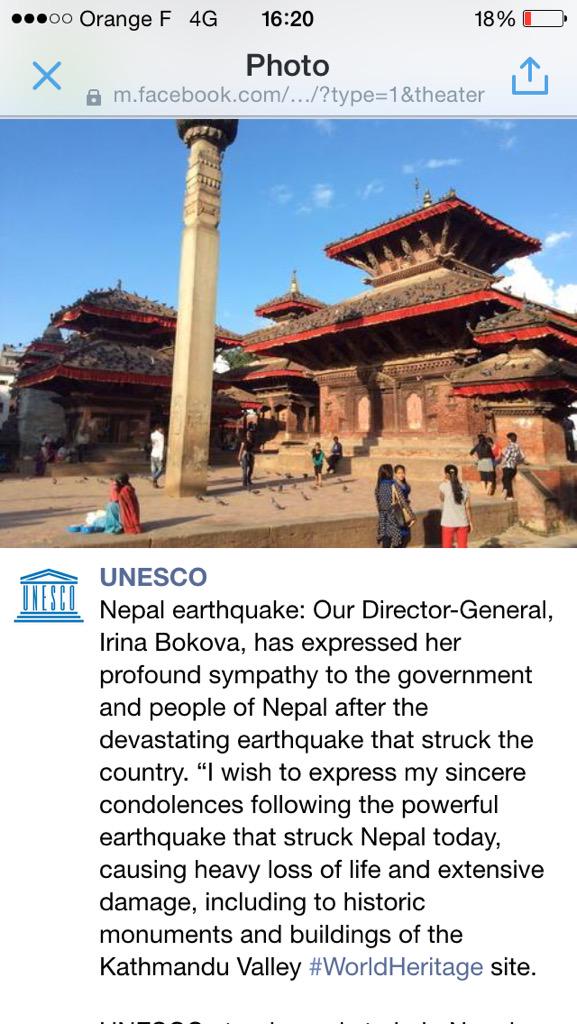 Orange F 4G 16:20 18%
Photo
m.facebook.com/.../?type=1&theater
UNESCO
UNESCO
Nepal earthquake: Our Director-General,
Irina Bokova, has expressed her
profound sympathy to the government
and people of Nepal after the
devastating earthquake that struck the
country. “I wish to express my sincere
condolences following the powerful
earthquake that struck Nepal today,
causing heavy loss of life and extensive
damage, including to historic
monuments and buildings of the
Kathmandu Valley #WorldHeritage site.